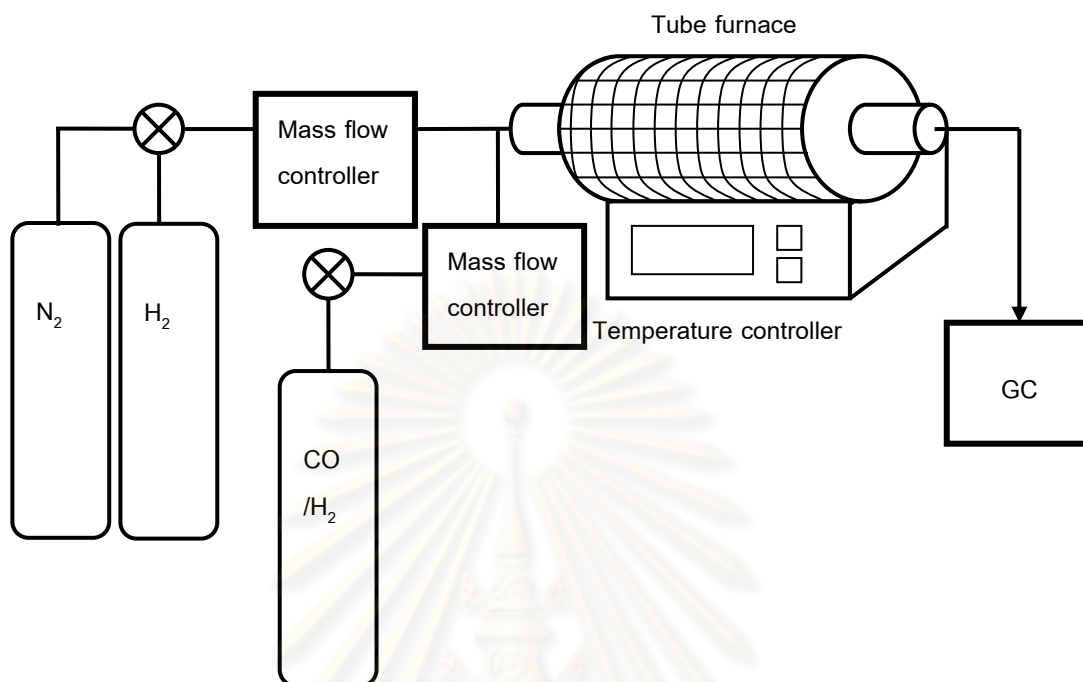 Tube furnace
Mass flow
controller
Mass flow
controller
N₂
H₂
Temperature controller
GC
CO
/H₂